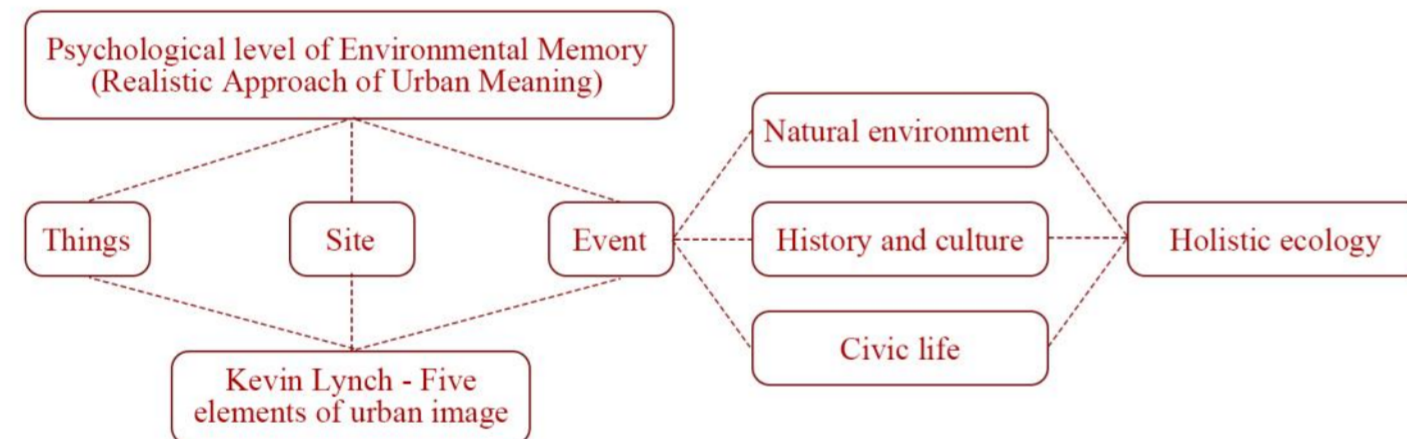 Psychological level of Environmental Memory
(Realistic Approach of Urban Meaning)
Things
Site
Event
Kevin Lynch - Five
elements of urban image
Natural environment
History and culture
Civic life
Holistic ecology